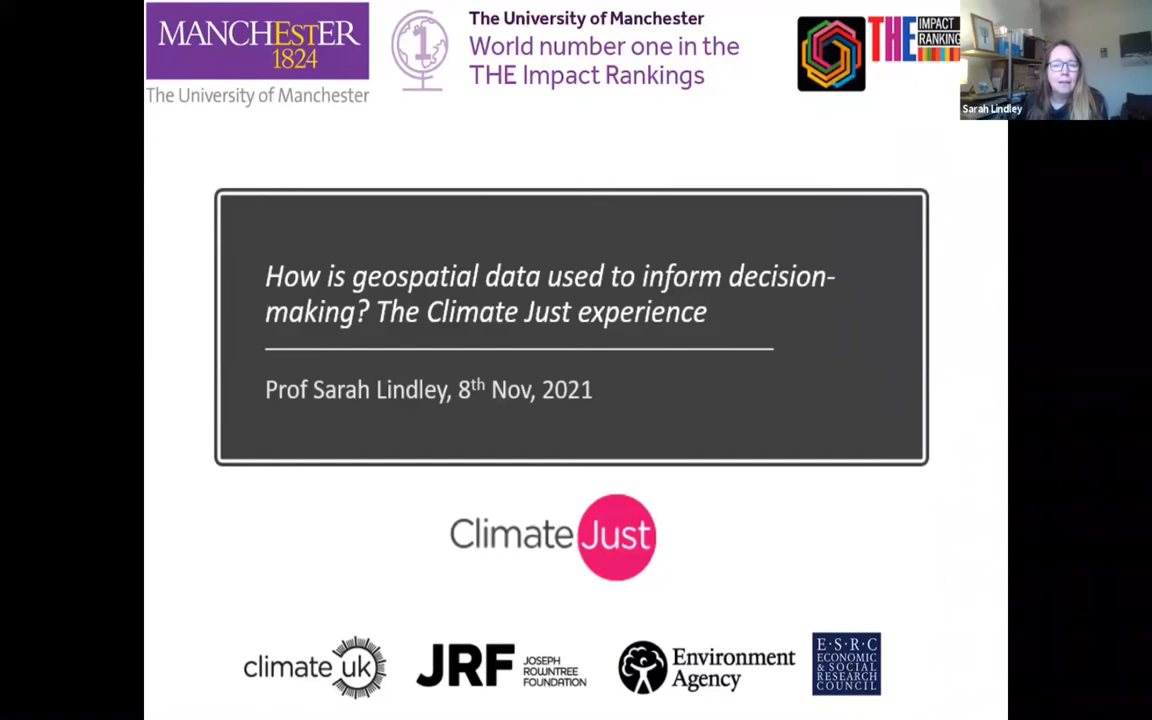 MANCHESTER
1824
The University of Manchester
1
The University of Manchester
World number one in the
THE Impact Rankings
THE IMPACT
RANKING
Sarah Lindley
How is geospatial data used to inform decision-
making? The Climate Just experience
Prof Sarah Lindley, 8th Nov, 2021
Climate Just
climate uk
JRF JOSEPH
ROWNTREE
FOUNDATION
Environment
Agency
E·S·R·C
ECONOMIC
& SOCIAL
RESEARCH
COUNCIL